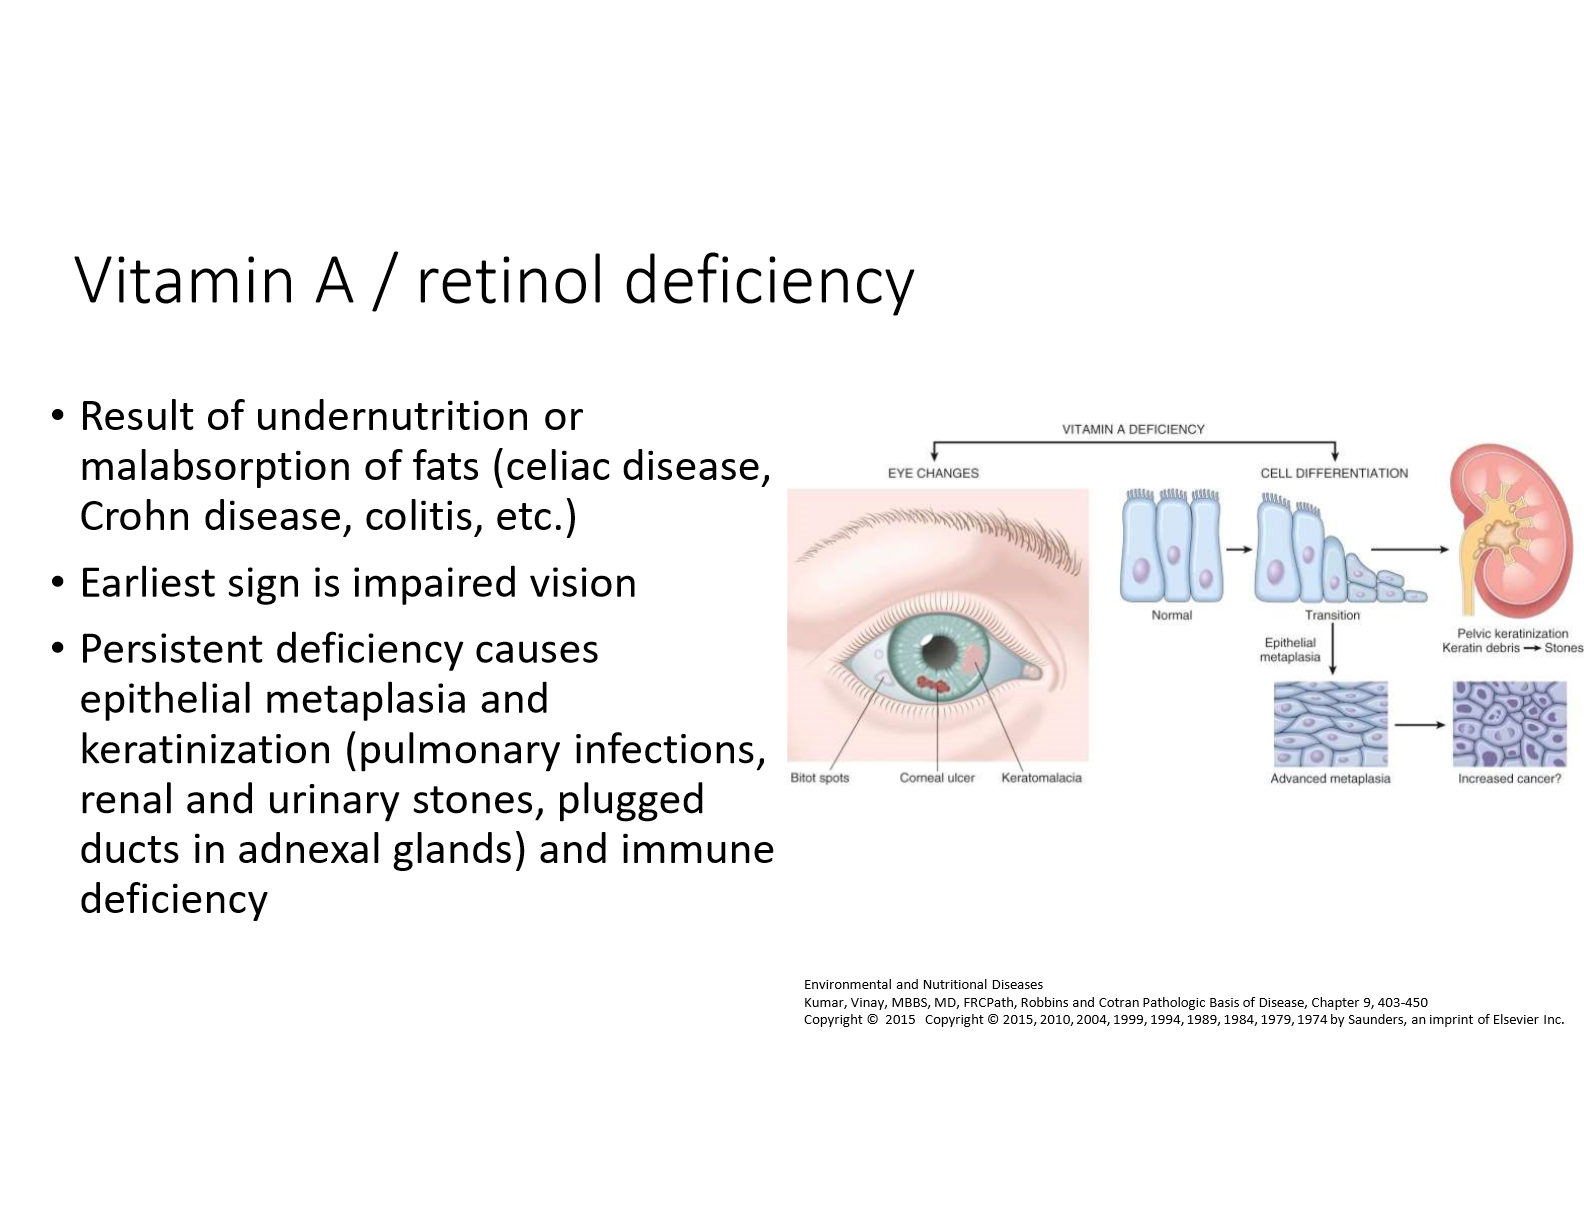 Vitamin A / retinol deficiency
• Result of undernutrition or
malabsorption of fats (celiac disease,
Crohn disease, colitis, etc.)
• Earliest sign is impaired vision
• Persistent deficiency causes
epithelial metaplasia and
keratinization (pulmonary infections,
renal and urinary stones, plugged
ducts in adnexal glands) and immune
deficiency
VITAMIN A DEFICIENCY
EYE CHANGES
CELL DIFFERENTIATION
Normal
Transition
Pelvic keratinization
Keratin debris → Stones
Epithelial
metaplasia
Bitot spots
Corneal ulcer
Keratomalacia
Advanced metaplasia
Increased cancer?
Environmental and Nutritional Diseases
Kumar, Vinay, MBBS, MD, FRCPath, Robbins and Cotran Pathologic Basis of Disease, Chapter 9, 403-450
Copyright © 2015 Copyright © 2015, 2010, 2004, 1999, 1994, 1989, 1984, 1979, 1974 by Saunders, an imprint of Elsevier Inc.